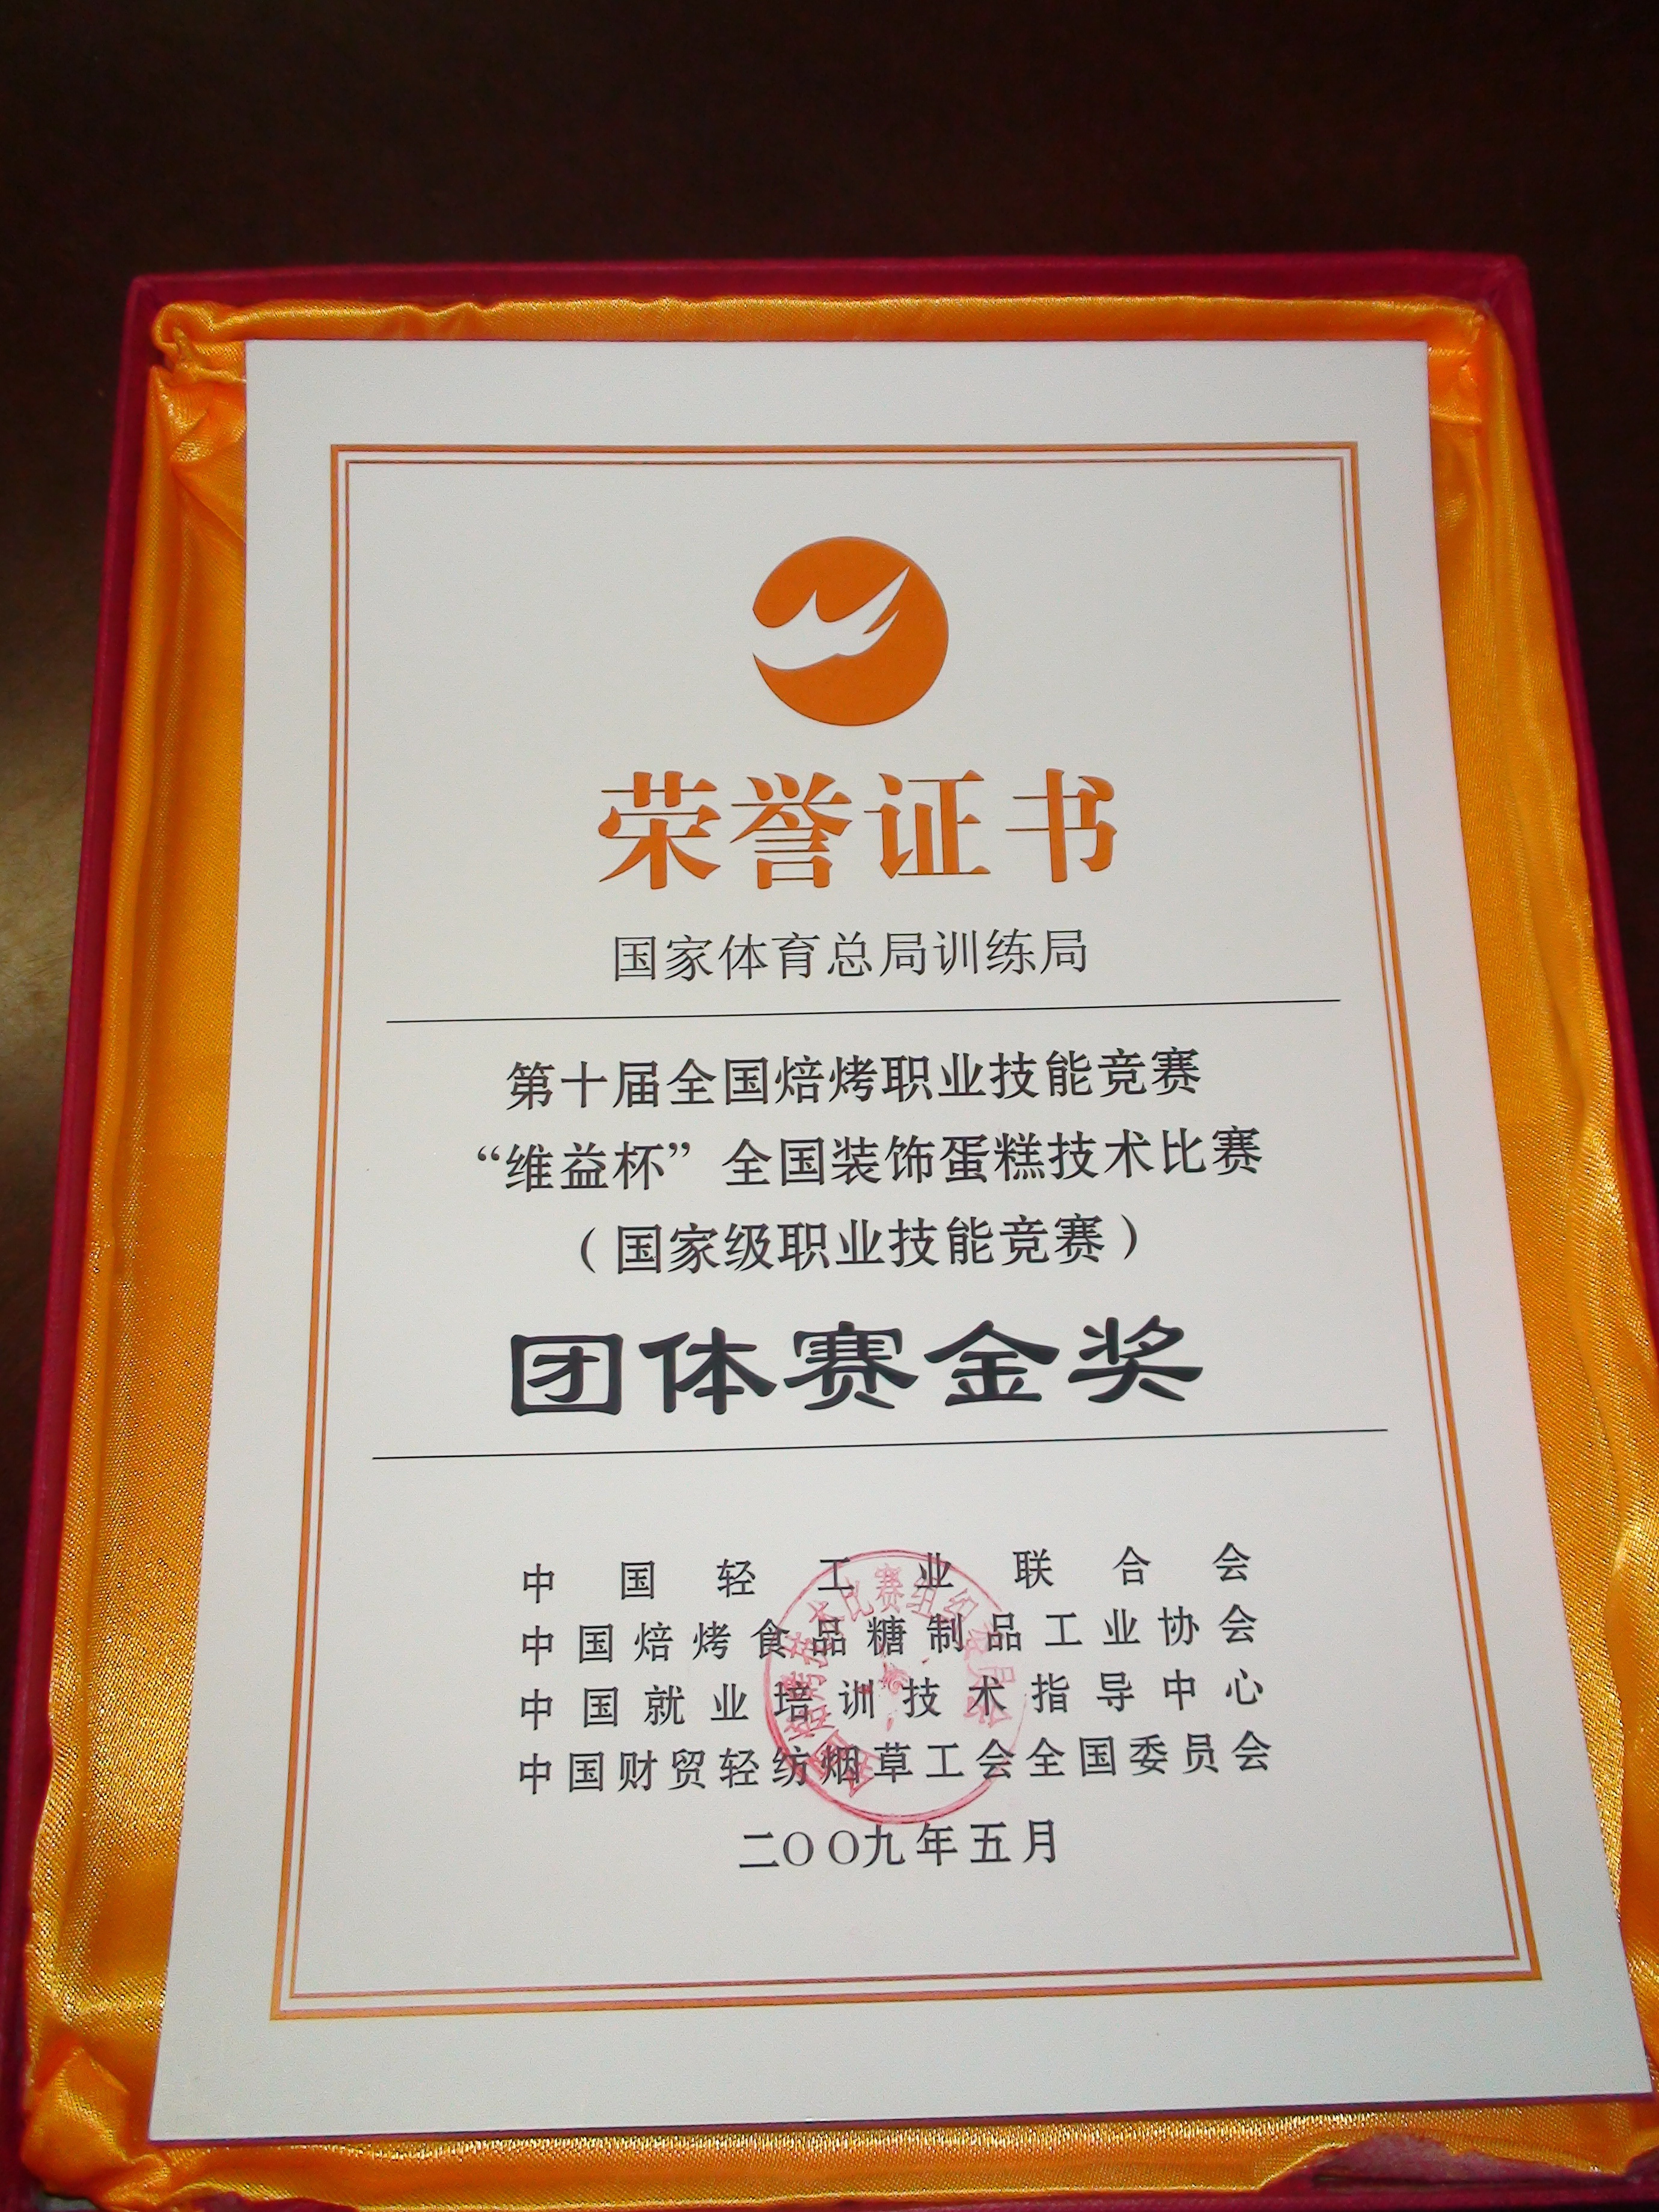 荣誉证书
国家体育总局训练局
第十届全国焙烤职业技能竞赛
“维益杯”全国装饰蛋糕技术比赛
（国家级职业技能竞赛）
团体赛金奖
中国轻工业联合会
中国焙烤食品糖制品工业协会
中国就业培训技术指导中心
中国财贸轻纺烟草工会全国委员会
二〇〇九年五月